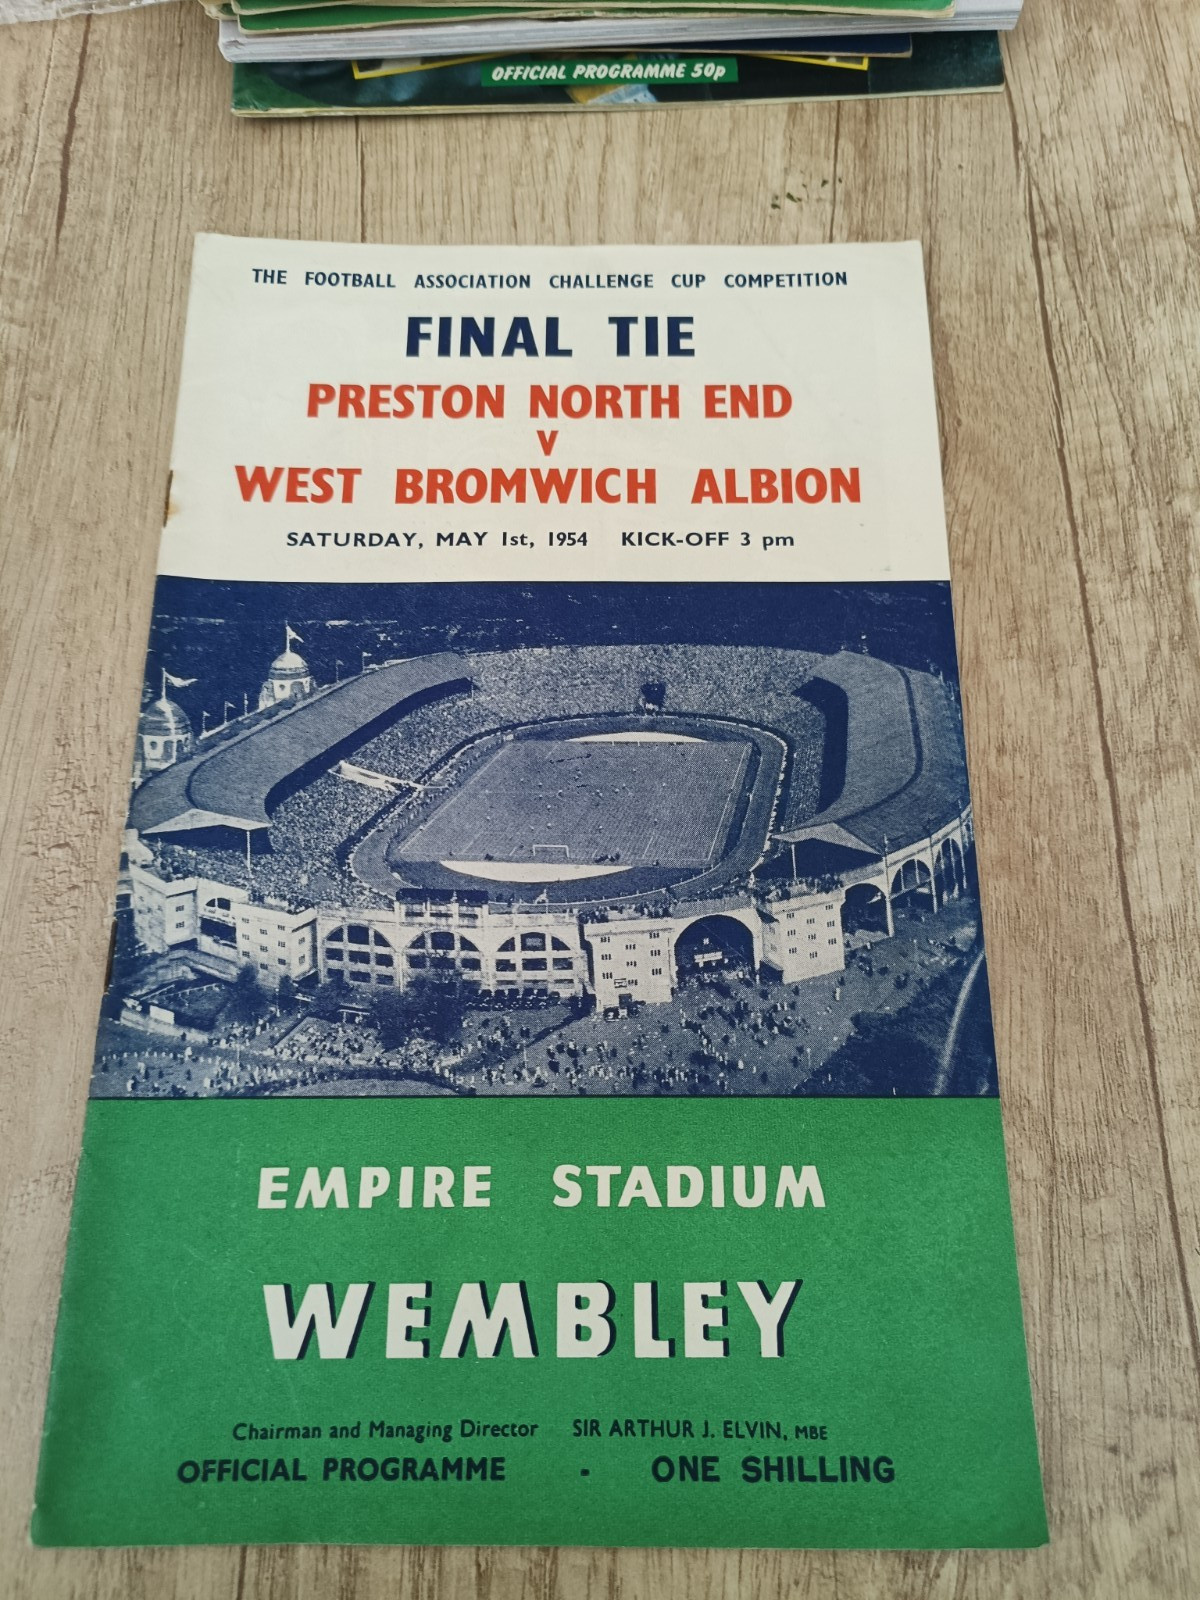 OFFICIAL PROGRAMME 50p
THE FOOTBALL ASSOCIATION CHALLENGE CUP COMPETITION
FINAL TIE
PRESTON NORTH END
V
WEST BROMWICH ALBION
SATURDAY, MAY 1st, 1954 KICK-OFF 3 pm
EMPIRE STADIUM
WEMBLEY
Chairman and Managing Director SIR ARTHUR J. ELVIN, MBE
OFFICIAL PROGRAMME - ONE SHILLING